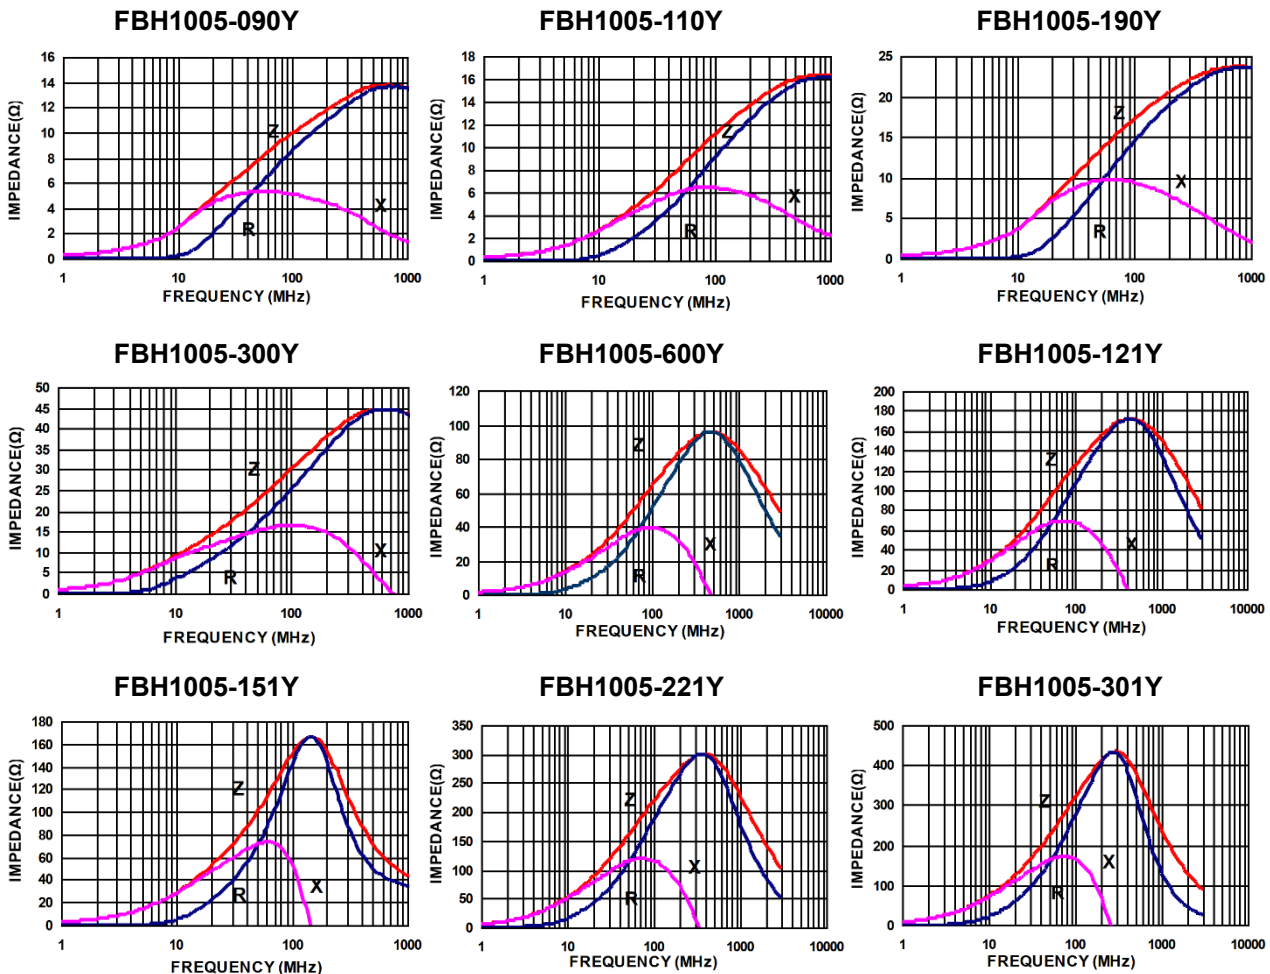 FBH1005-090Y
16
14
12
10
8
6
4
2
0
IMPEDANCE(Ω)
Z
X
R
1
10
100
1000
FREQUENCY (MHz)
FBH1005-110Y
18
16
14
12
10
8
6
4
2
0
IMPEDANCE(Ω)
Z
X
R
1
10
100
1000
FREQUENCY (MHz)
FBH1005-190Y
25
20
15
10
5
0
IMPEDANCE(Ω)
Z
X
R
1
10
100
1000
FREQUENCY (MHz)
FBH1005-300Y
50
45
40
35
30
25
20
15
10
5
0
IMPEDANCE(Ω)
Z
X
R
1
10
100
1000
FREQUENCY (MHz)
FBH1005-600Y
120
100
80
60
40
20
0
IMPEDANCE(Ω)
Z
X
R
1
10
100
1000
10000
FREQUENCY (MHz)
FBH1005-121Y
200
180
160
140
120
100
80
60
40
20
0
IMPEDANCE(Ω)
Z
X
R
1
10
100
1000
10000
FREQUENCY (MHz)
FBH1005-151Y
180
160
140
120
100
80
60
40
20
0
IMPEDANCE(Ω)
Z
X
R
1
10
100
1000
FREQUENCY (MHz)
FBH1005-221Y
350
300
250
200
150
100
50
0
IMPEDANCE(Ω)
Z
X
R
1
10
100
1000
10000
FREQUENCY (MHz)
FBH1005-301Y
500
400
300
200
100
0
IMPEDANCE(Ω)
Z
X
R
1
10
100
1000
10000
FREQUENCY (MHz)